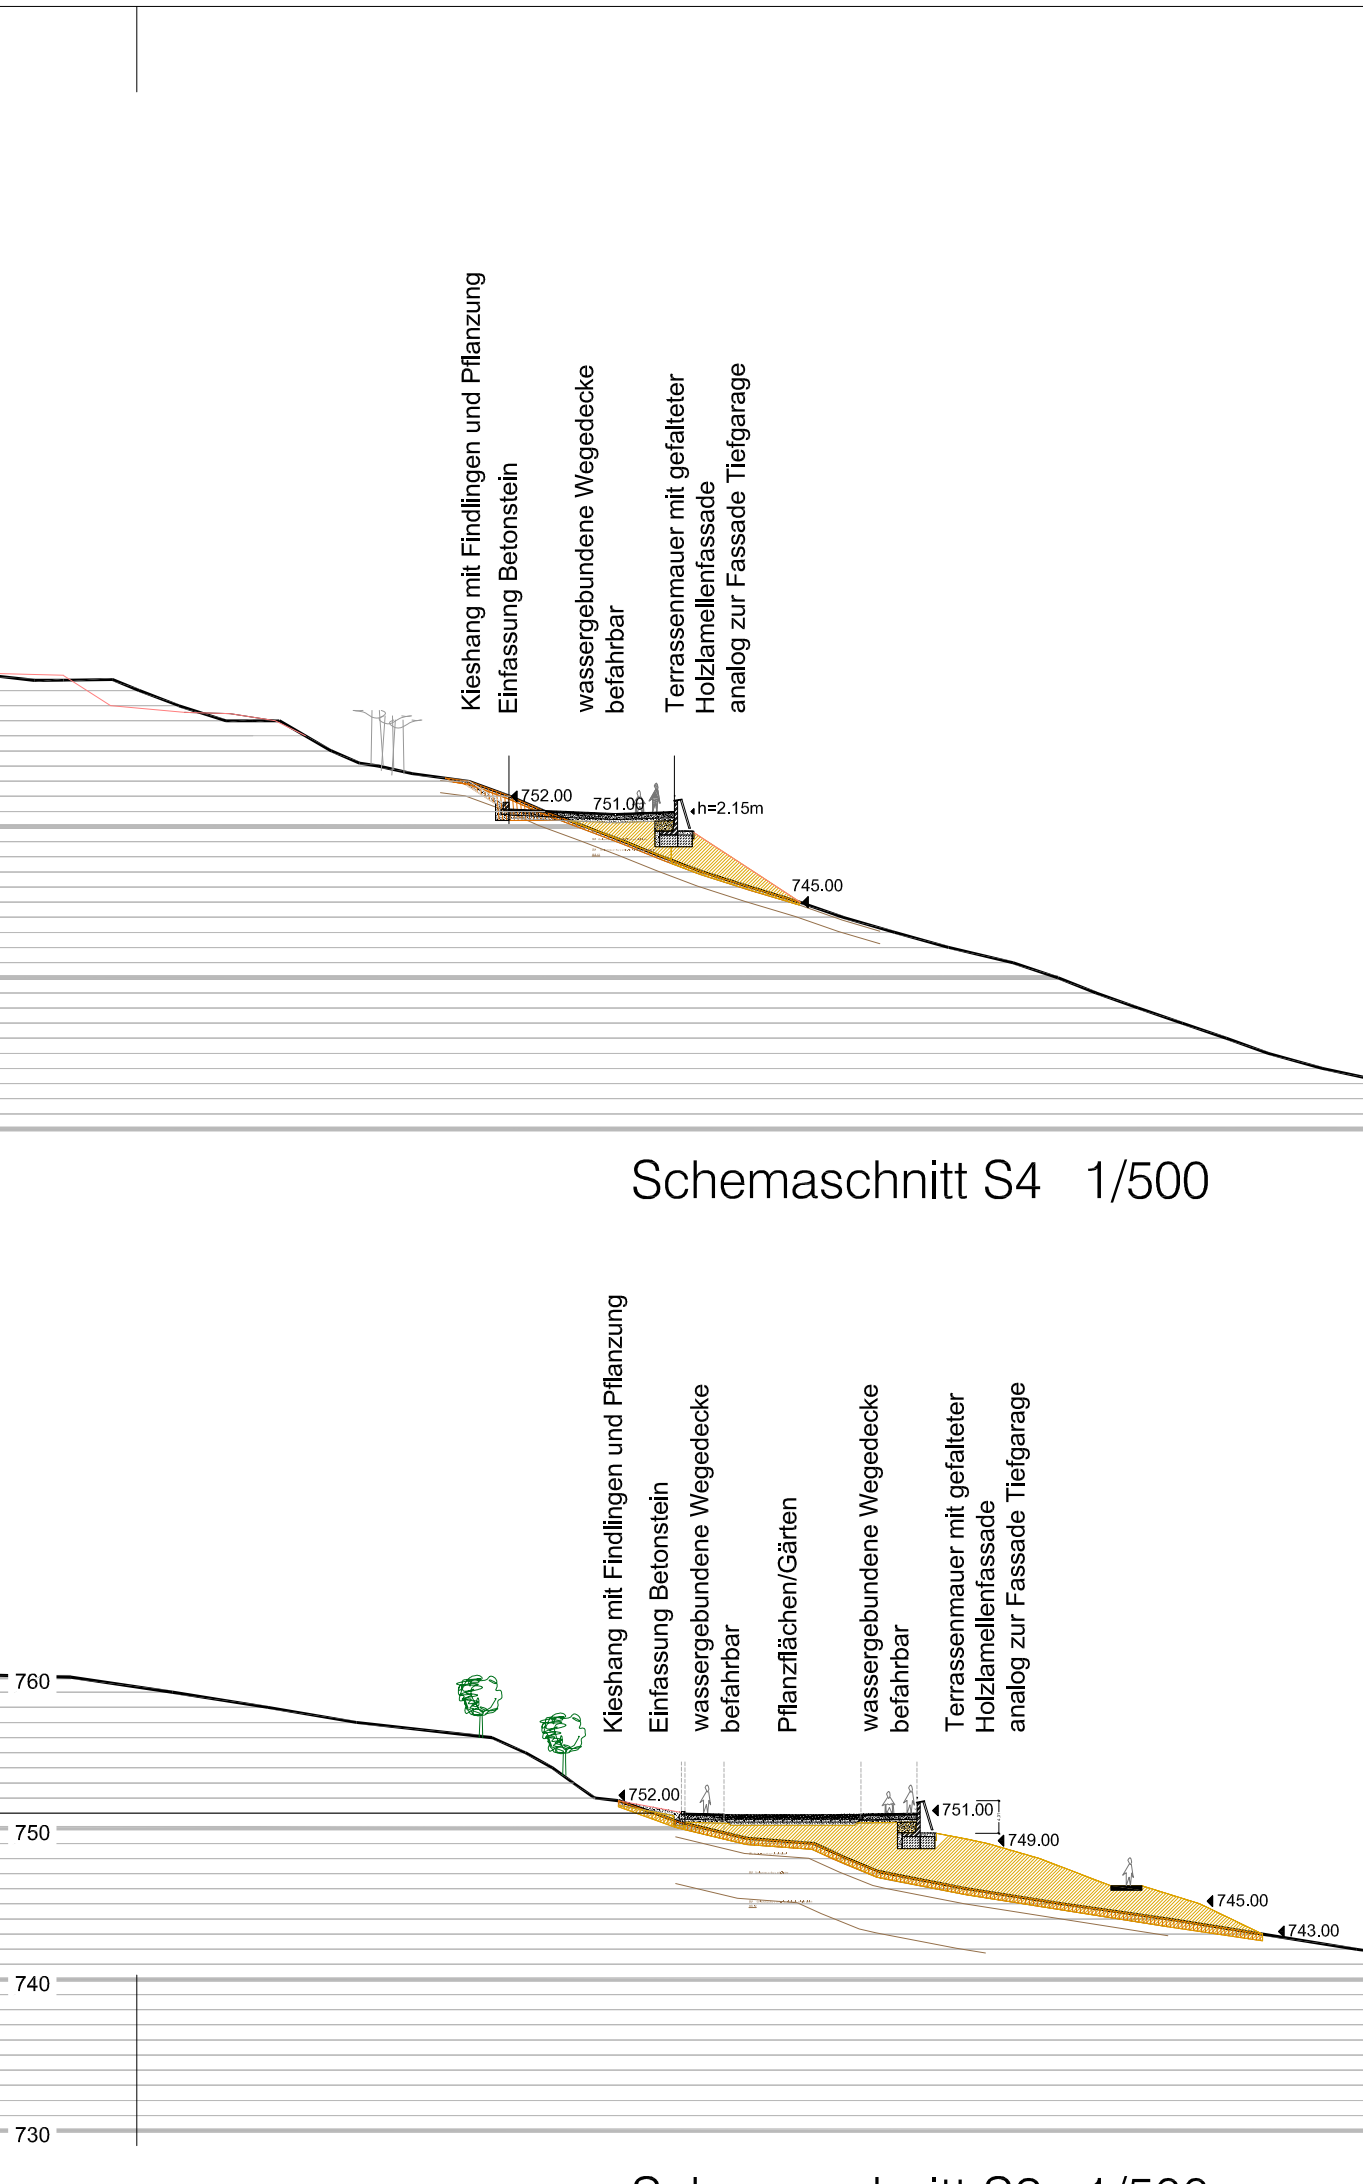 Kieshang mit Findlingen und Pflanzung
Einfassung Betonstein
wassergebundene Wegedecke
befahrbar
Terrassenmauer mit gefalteter
Holzlamellenfassade
analog zur Fassade Tiefgarage
752.00
751.00
h=2.15m
745.00
Schemaschnitt S4 1/500
Kieshang mit Findlingen und Pflanzung
Einfassung Betonstein
wassergebundene Wegedecke
befahrbar
Pflanzflächen/Gärten
wassergebundene Wegedecke
befahrbar
Terrassenmauer mit gefalteter
Holzlamellenfassade
analog zur Fassade Tiefgarage
760
752.00
751.00
750
749.00
745.00
743.00
740
730